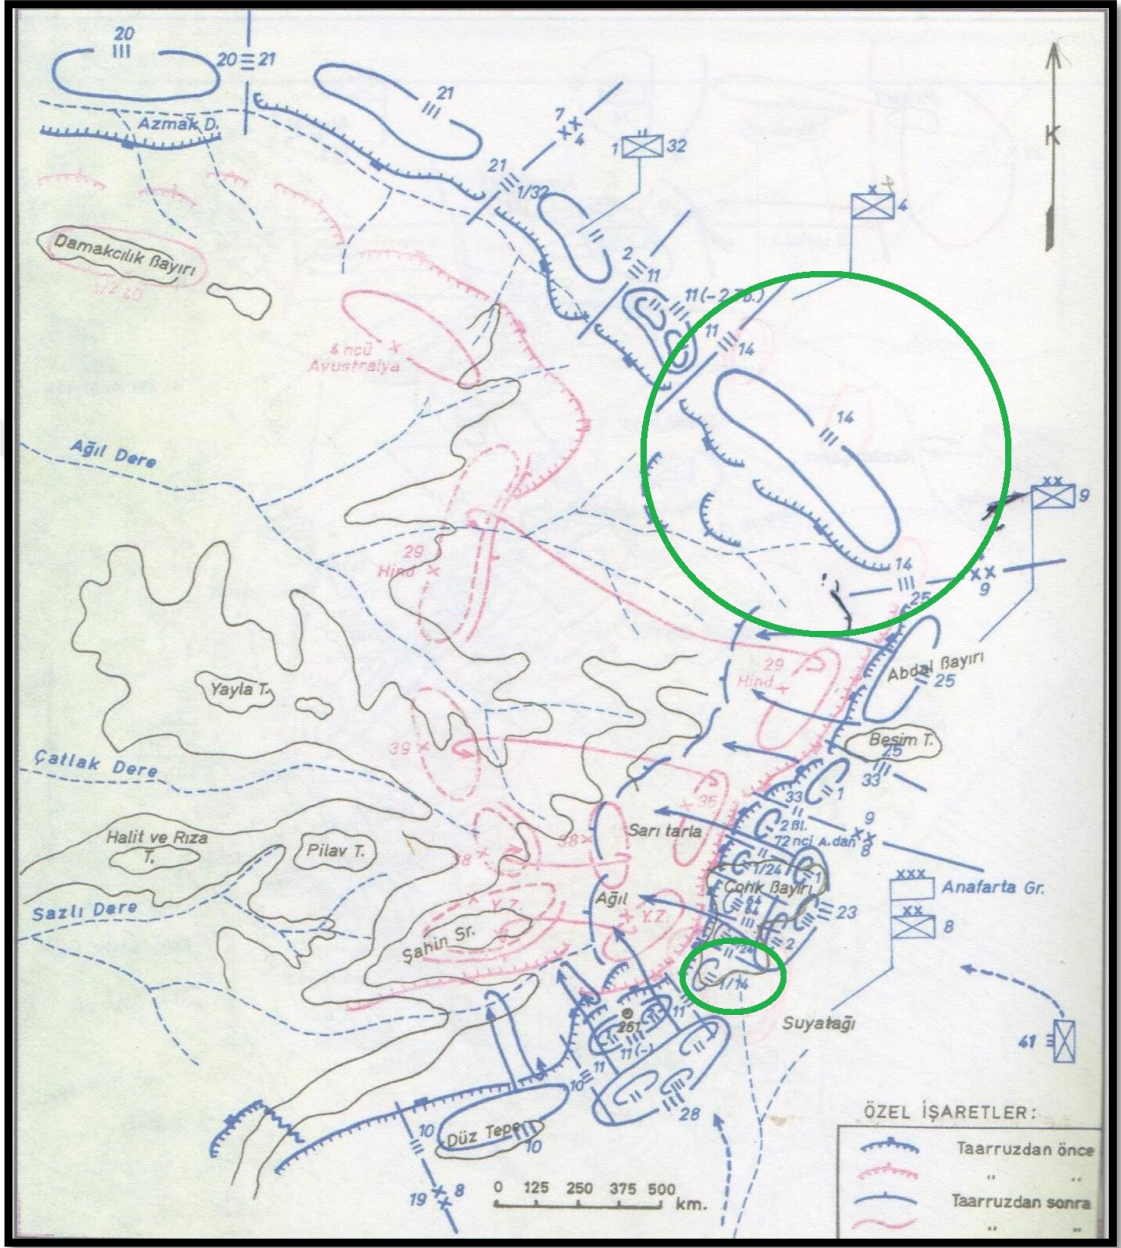 20
20 21
21
Azmak D.
7
4
1 32
21
1/32
4
Damakcılık Bayırı
1/2 40
2
11
11(-2 Tb.)
11
14
4 ncü
Avustralya
14
Ağıl Dere
9
29
Hind
14
25
9
29
Hind
Abdal Bayırı
25
Yayla T.
Besim T.
25
33
39
Çatlak Dere
1
36
33
2 Bl.
72 nci A.dan
9
8
Sarı tarla
38
38
Halit ve Rıza
T.
Pilav T.
1/24
1
Conk Bayırı
Anafarta Gr.
64
64
Ağıl
Y.Z.
Y.Z.
23
8
Sazlı Dere
Şahin Sr.
2
24
1/14
Suyatağı
11
261
11(-)
41
11
10
28
ÖZEL İŞARETLER:
10
Düz Tepe
10
Taarruzdan önce
" "
19 8
0 125 250 375 500
km.
Taarruzdan sonra
" "
K